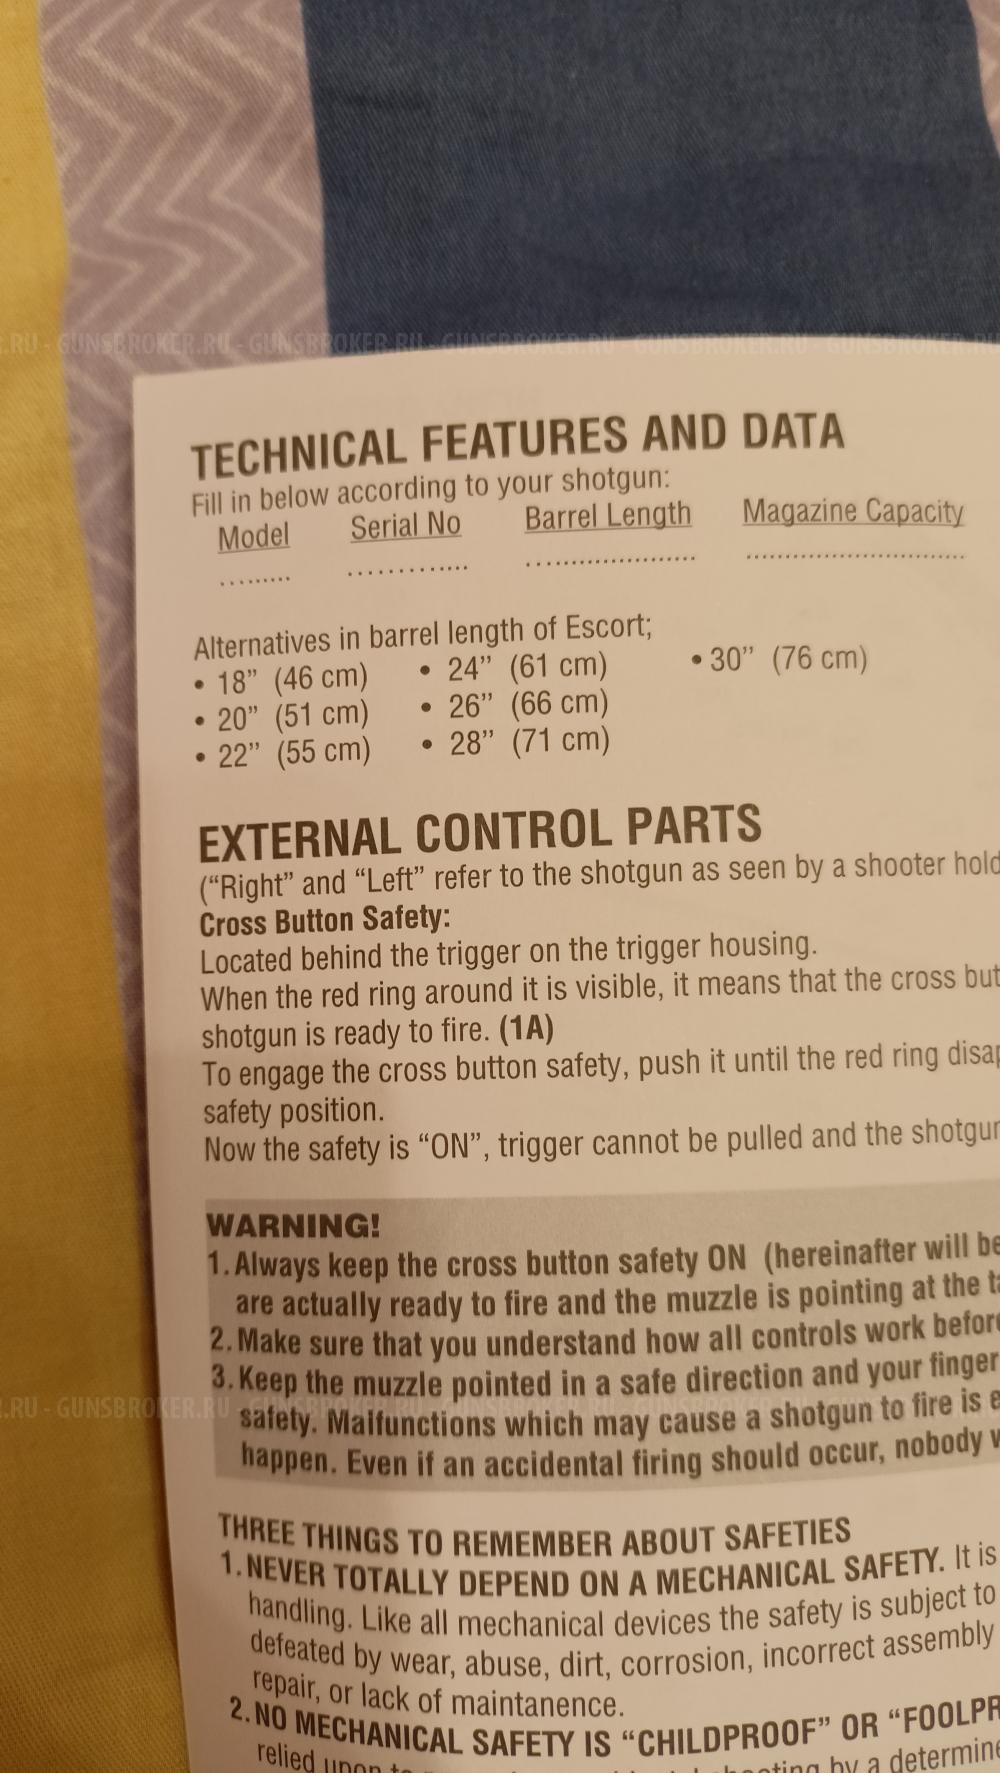 .RU - GUNSBROKER.RU - GUNSBROKER.RU - GUNSBROKER.RU - GUNSBROKER.RU - GUNSBROKER.RU
TECHNICAL FEATURES AND DATA
Fill in below according to your shotgun:
Model Serial No Barrel Length Magazine Capacity
......... ............. ...................... ............................
Alternatives in barrel length of Escort;
• 18” (46 cm) • 24” (61 cm) • 30” (76 cm)
• 20” (51 cm) • 26” (66 cm)
• 22” (55 cm) • 28” (71 cm)
EXTERNAL CONTROL PARTS
(“Right” and “Left” refer to the shotgun as seen by a shooter hold
Cross Button Safety:
Located behind the trigger on the trigger housing.
When the red ring around it is visible, it means that the cross but
shotgun is ready to fire. (1A)
To engage the cross button safety, push it until the red ring disap
safety position.
Now the safety is “ON”, trigger cannot be pulled and the shotgun
WARNING!
1. Always keep the cross button safety ON (hereinafter will be
are actually ready to fire and the muzzle is pointing at the ta
2. Make sure that you understand how all controls work before
3. Keep the muzzle pointed in a safe direction and your finger
.RU - GUNSBROKER.RU
safety. Malfunctions which may cause a shotgun to fire is e
happen. Even if an accidental firing should occur, nobody w
THREE THINGS TO REMEMBER ABOUT SAFETIES
1. NEVER TOTALLY DEPEND ON A MECHANICAL SAFETY. It is
handling. Like all mechanical devices the safety is subject to
defeated by wear, abuse, dirt, corrosion, incorrect assembly
repair, or lack of maintanence.
2. NO MECHANICAL SAFETY IS “CHILDPROOF” OR “FOOLPR
relied upon by a determine